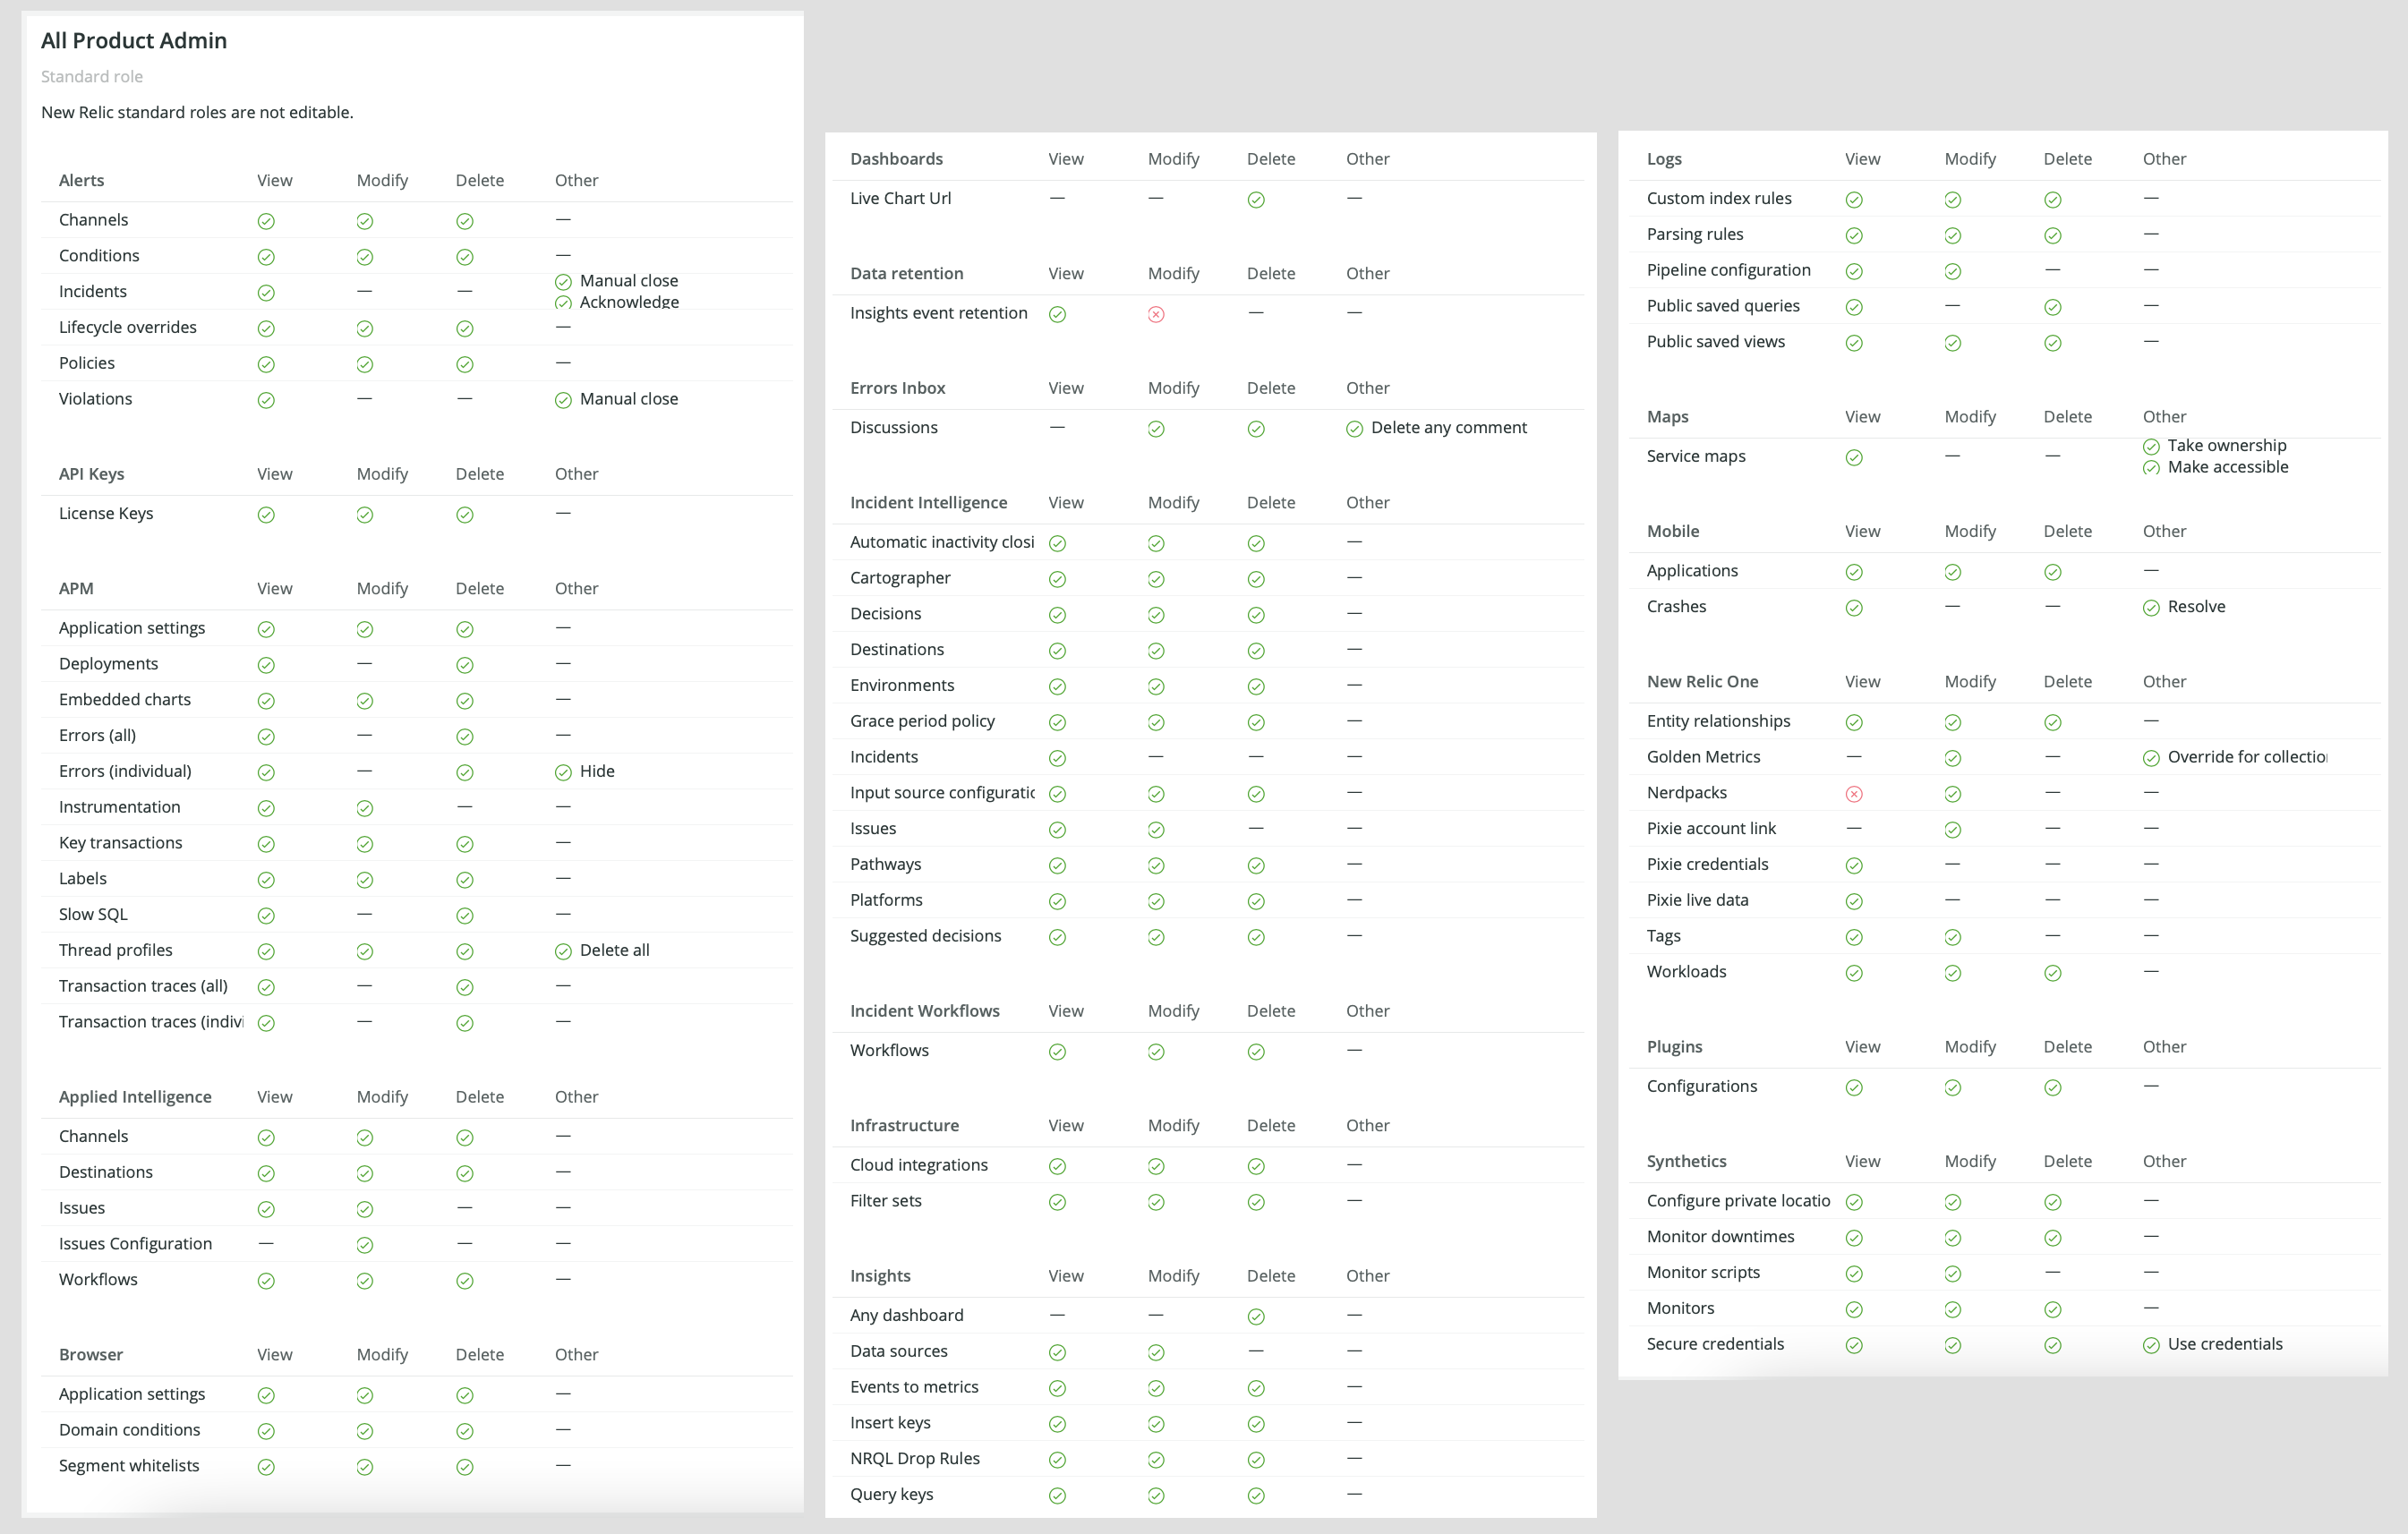 All Product Admin
Standard role
New Relic standard roles are not editable.
Alerts View Modify Delete Other
Channels —
Conditions —
Incidents — — Manual close
Acknowledge
Lifecycle overrides —
Policies —
Violations — — Manual close
API Keys View Modify Delete Other
License Keys —
APM View Modify Delete Other
Application settings —
Deployments — —
Embedded charts —
Errors (all) — —
Errors (individual) — Hide
Instrumentation — —
Key transactions —
Labels —
Slow SQL — —
Thread profiles Delete all
Transaction traces (all) — —
Transaction traces (indivi — —
Applied Intelligence View Modify Delete Other
Channels —
Destinations —
Issues — —
Issues Configuration — — —
Workflows —
Browser View Modify Delete Other
Application settings —
Domain conditions —
Segment whitelists —
Dashboards View Modify Delete Other
Live Chart Url — — —
Data retention View Modify Delete Other
Insights event retention — —
Errors Inbox View Modify Delete Other
Discussions — Delete any comment
Incident Intelligence View Modify Delete Other
Automatic inactivity closi —
Cartographer —
Decisions —
Destinations —
Environments —
Grace period policy —
Incidents — — —
Input source configuratic —
Issues — —
Pathways —
Platforms —
Suggested decisions —
Incident Workflows View Modify Delete Other
Workflows —
Infrastructure View Modify Delete Other
Cloud integrations —
Filter sets —
Insights View Modify Delete Other
Any dashboard — — —
Data sources — —
Events to metrics —
Insert keys —
NRQL Drop Rules —
Query keys —
Logs View Modify Delete Other
Custom index rules —
Parsing rules —
Pipeline configuration — —
Public saved queries — —
Public saved views —
Maps View Modify Delete Other
Service maps — — Take ownership
Make accessible
Mobile View Modify Delete Other
Applications —
Crashes — — Resolve
New Relic One View Modify Delete Other
Entity relationships —
Golden Metrics — — Override for collectio
Nerdpacks — —
Pixie account link — — —
Pixie credentials — — —
Pixie live data — — —
Tags — —
Workloads —
Plugins View Modify Delete Other
Configurations —
Synthetics View Modify Delete Other
Configure private locatio —
Monitor downtimes —
Monitor scripts — —
Monitors —
Secure credentials Use credentials